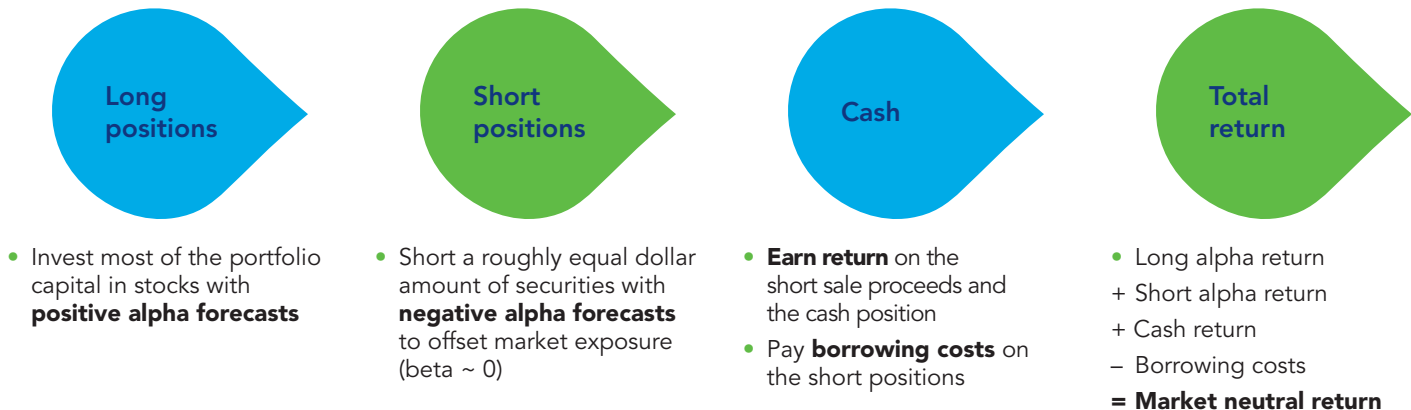 Long
positions
• Invest most of the portfolio
capital in stocks with
positive alpha forecasts
Short
positions
• Short a roughly equal dollar
amount of securities with
negative alpha forecasts
to offset market exposure
(beta ~ 0)
Cash
• Earn return on the
short sale proceeds and
the cash position
• Pay borrowing costs on
the short positions
Total
return
• Long alpha return
+ Short alpha return
+ Cash return
– Borrowing costs
= Market neutral return